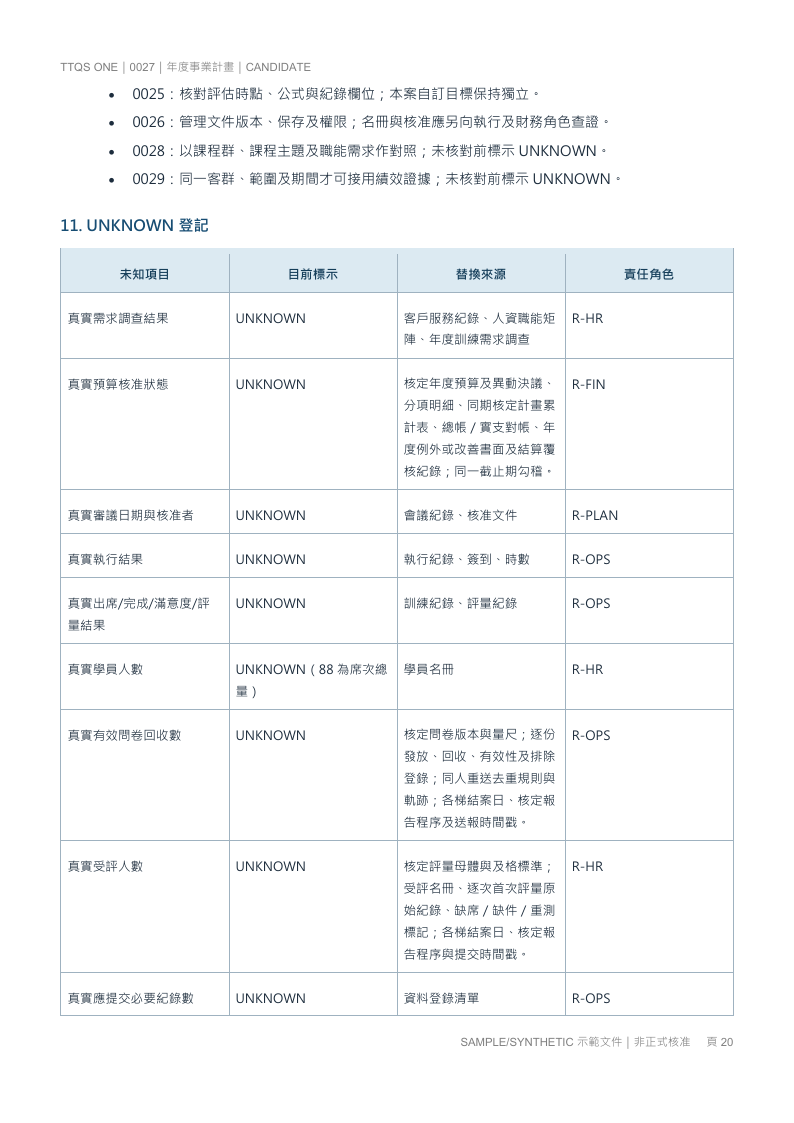 TTQS ONE｜0027｜年度事業計畫｜CANDIDATE
• 0025：核對評估時點、公式與紀錄欄位；本案自訂目標保持獨立。
• 0026：管理文件版本、保存及權限；名冊與核准應另向執行及財務角色查證。
• 0028：以課程群、課程主題及職能需求作對照；未核對前標示 UNKNOWN。
• 0029：同一客群、範圍及期間才可接用績效證據；未核對前標示 UNKNOWN。
11. UNKNOWN 登記
未知項目 目前標示 替換來源 責任角色
真實需求調查結果 UNKNOWN 客戶服務紀錄、人資職能矩 R-HR
陣、年度訓練需求調查
真實預算核准狀態 UNKNOWN 核定年度預算及異動決議、 R-FIN
分項明細、同期核定計畫累
計表、總帳／實支對帳、年
度例外或改善書面及結算覆
核紀錄；同一截止期勾稽。
真實審議日期與核准者 UNKNOWN 會議紀錄、核准文件 R-PLAN
真實執行結果 UNKNOWN 執行紀錄、簽到、時數 R-OPS
真實出席/完成/滿意度/評 UNKNOWN 訓練紀錄、評量紀錄 R-OPS
量結果
真實學員人數 UNKNOWN（88 為席次總 學員名冊 R-HR
量）
真實有效問卷回收數 UNKNOWN 核定問卷版本與量尺；逐份 R-OPS
發放、回收、有效性及排除
登錄；同人重送去重規則與
軌跡；各梯結案日、核定報
告程序及送報時間戳。
真實受評人數 UNKNOWN 核定評量母體與及格標準； R-HR
受評名冊、逐次首次評量原
始紀錄、缺席／缺件／重測
標記；各梯結案日、核定報
告程序與提交時間戳。
真實應提交必要紀錄數 UNKNOWN 資料登錄清單 R-OPS
SAMPLE/SYNTHETIC 示範文件｜非正式核准 頁 20